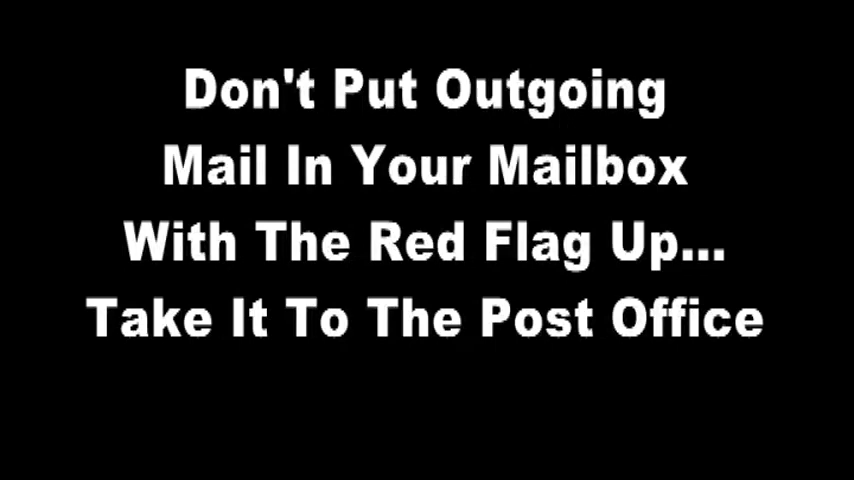 Don't Put Outgoing
Mail In Your Mailbox
With The Red Flag Up...
Take It To The Post Office